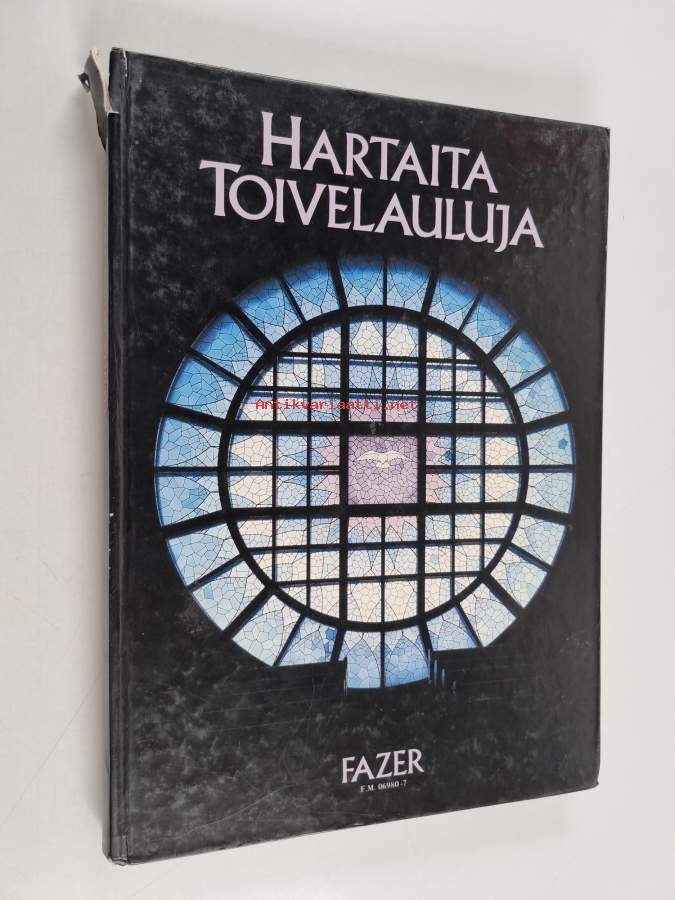 HARTAITA
TOIVELAULUJA
Antikvariaatti.net
FAZER
F.M. 06980-7